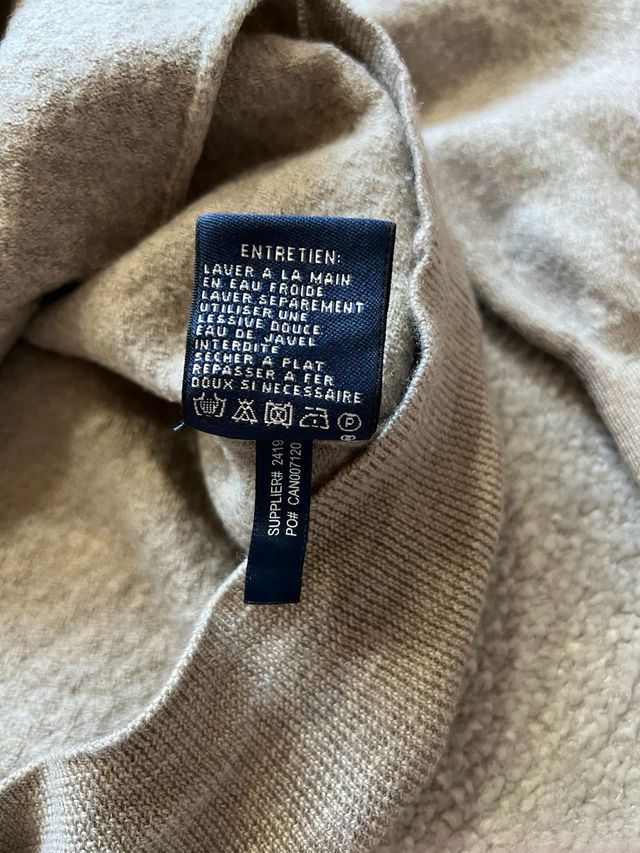 ENTRETIEN:
LAVER A LA MAIN
EN EAU FROIDE
LAVER SEPAREMENT
UTILISER UNE
LESSIVE DOUCE
EAU DE JAVEL
INTERDITE
SECHER A PLAT
REPASSER A FER
DOUX SI NECESSAIRE
P
SUPPLIER# 2419
PO# CAN007120